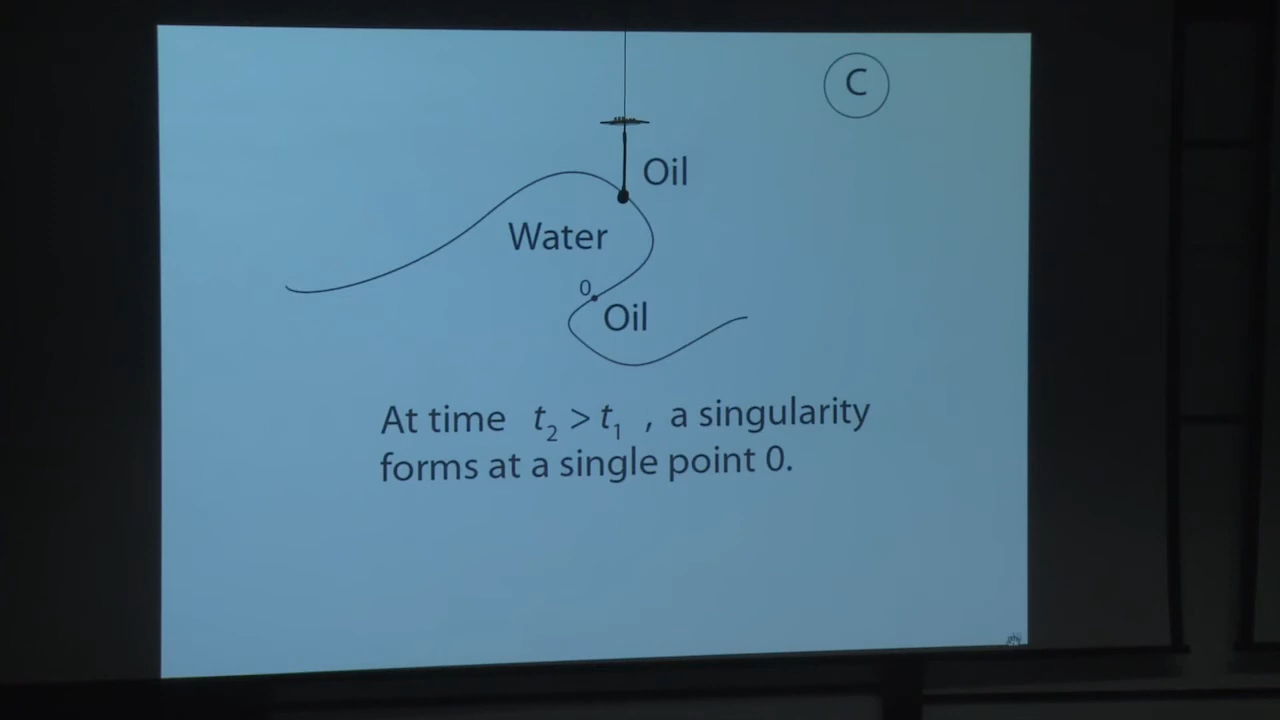 C
Oil
Water
0
Oil
At time t₂ > t₁ , a singularity
forms at a single point 0.